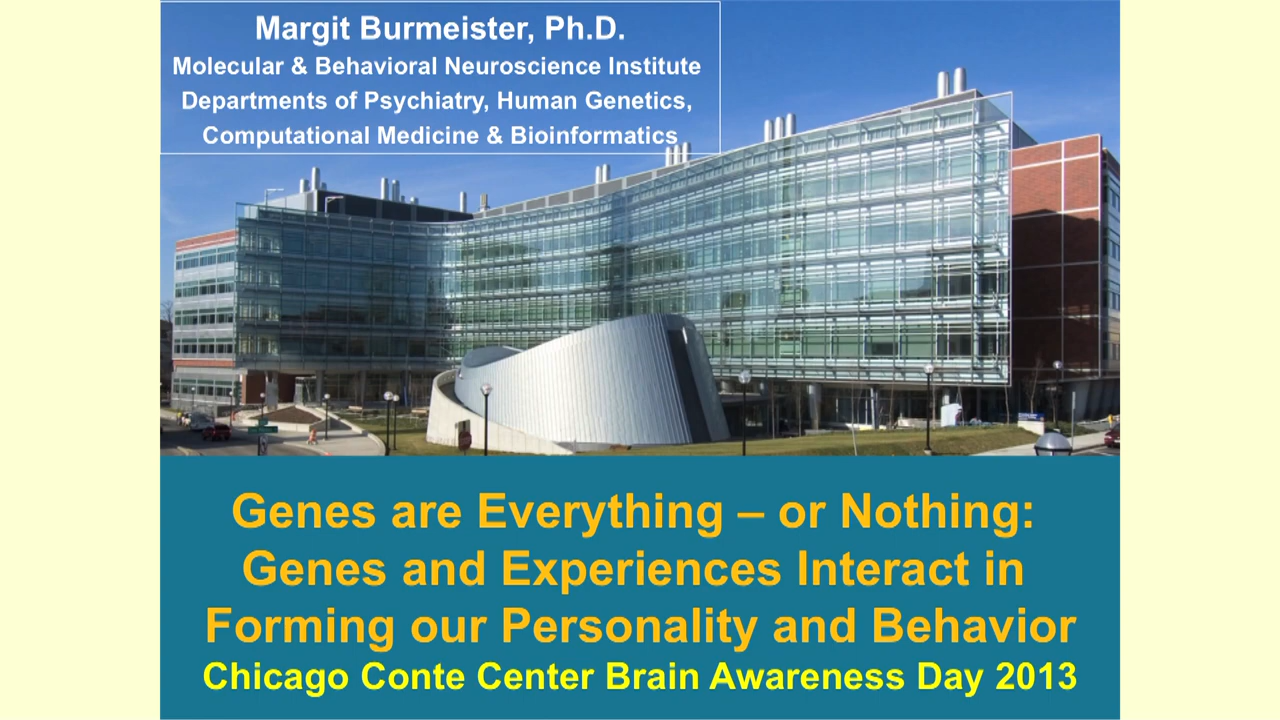 Margit Burmeister, Ph.D.
Molecular & Behavioral Neuroscience Institute
Departments of Psychiatry, Human Genetics,
Computational Medicine & Bioinformatics
Genes are Everything – or Nothing:
Genes and Experiences Interact in
Forming our Personality and Behavior
Chicago Conte Center Brain Awareness Day 2013